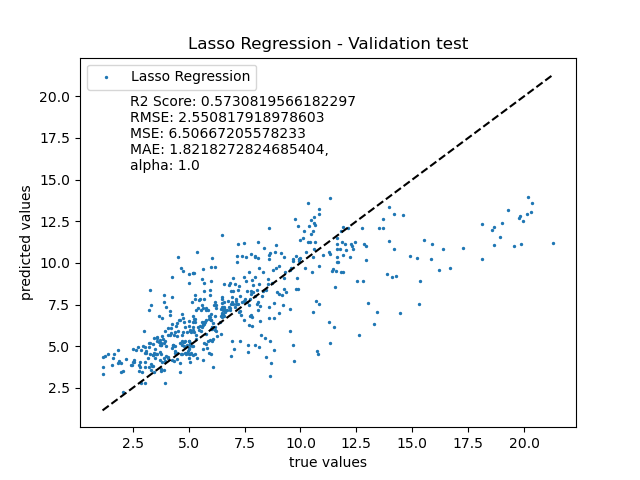 Lasso Regression - Validation test
Lasso Regression
R2 Score: 0.5730819566182297
RMSE: 2.550817918978603
MSE: 6.50667205578233
MAE: 1.8218272824685404,
alpha: 1.0
predicted values
20.0
17.5
15.0
12.5
10.0
7.5
5.0
2.5
2.5 5.0 7.5 10.0 12.5 15.0 17.5 20.0
true values